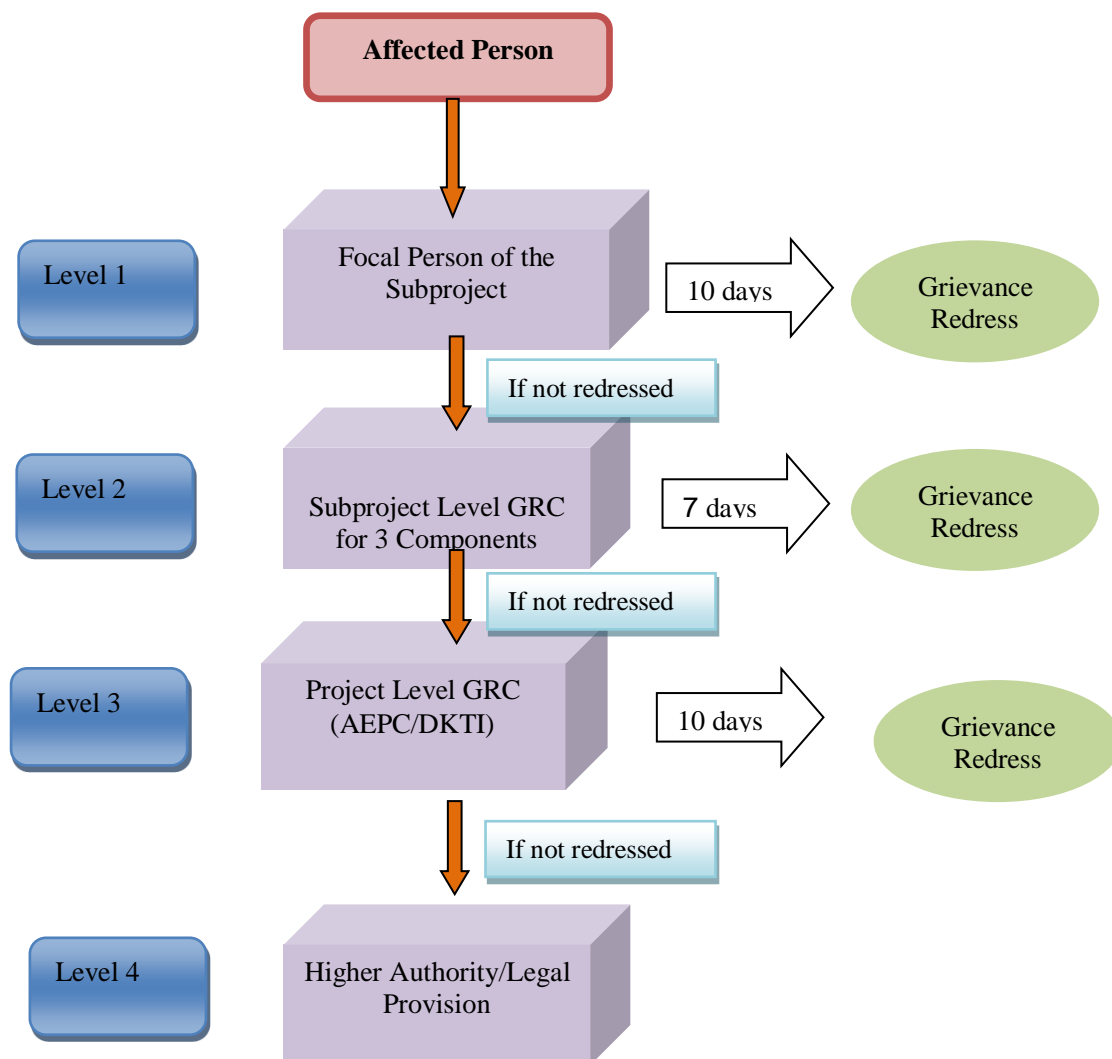 Affected Person
Level 1
Focal Person of the
Subproject
10 days
Grievance
Redress
If not redressed
Level 2
Subproject Level GRC
for 3 Components
7 days
Grievance
Redress
If not redressed
Level 3
Project Level GRC
(AEPC/DKTI)
10 days
Grievance
Redress
If not redressed
Level 4
Higher Authority/Legal
Provision